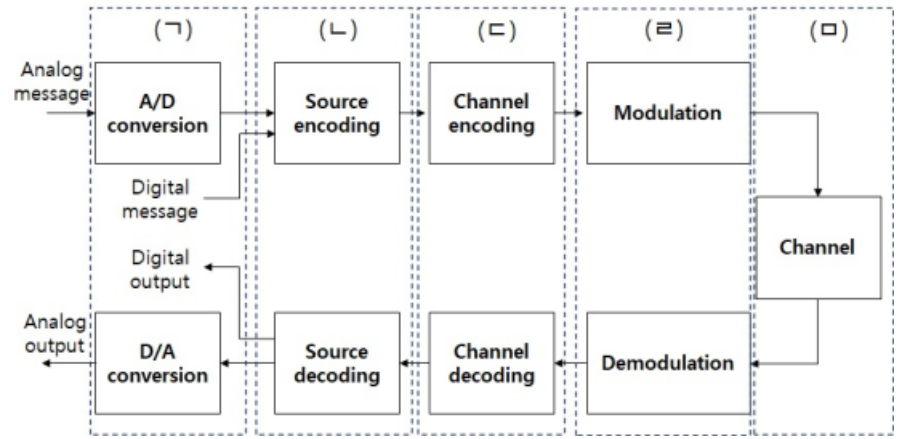 (ㄱ)
(ㄴ)
(ㄷ)
(ㄹ)
(ㅁ)
Analog
message
A/D
conversion
Source
encoding
Channel
encoding
Modulation
Digital
message
Channel
Digital
output
Analog
output
D/A
conversion
Source
decoding
Channel
decoding
Demodulation